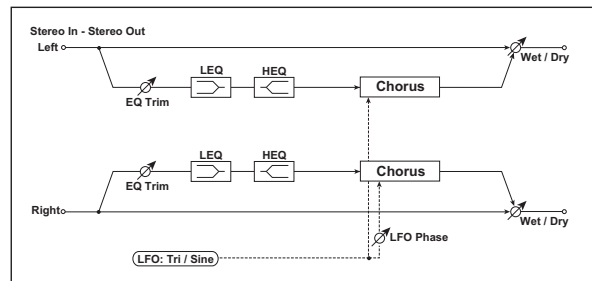 Stereo In - Stereo Out
Left
Wet / Dry
LEQ
HEQ
Chorus
EQ Trim
LEQ
HEQ
Chorus
EQ Trim
Right
Wet / Dry
LFO Phase
LFO: Tri / Sine